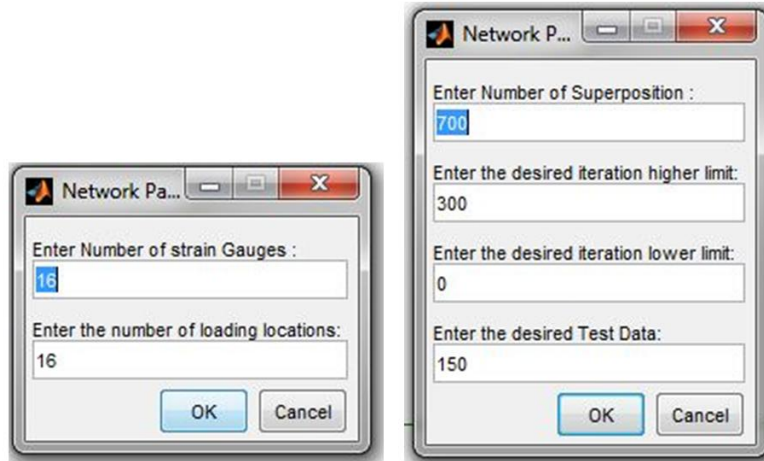 Network Pa...
Enter Number of strain Gauges :
16
Enter the number of loading locations:
16
OK
Cancel
Network P...
Enter Number of Superposition :
700
Enter the desired iteration higher limit:
300
Enter the desired iteration lower limit:
0
Enter the desired Test Data:
150
OK
Cancel